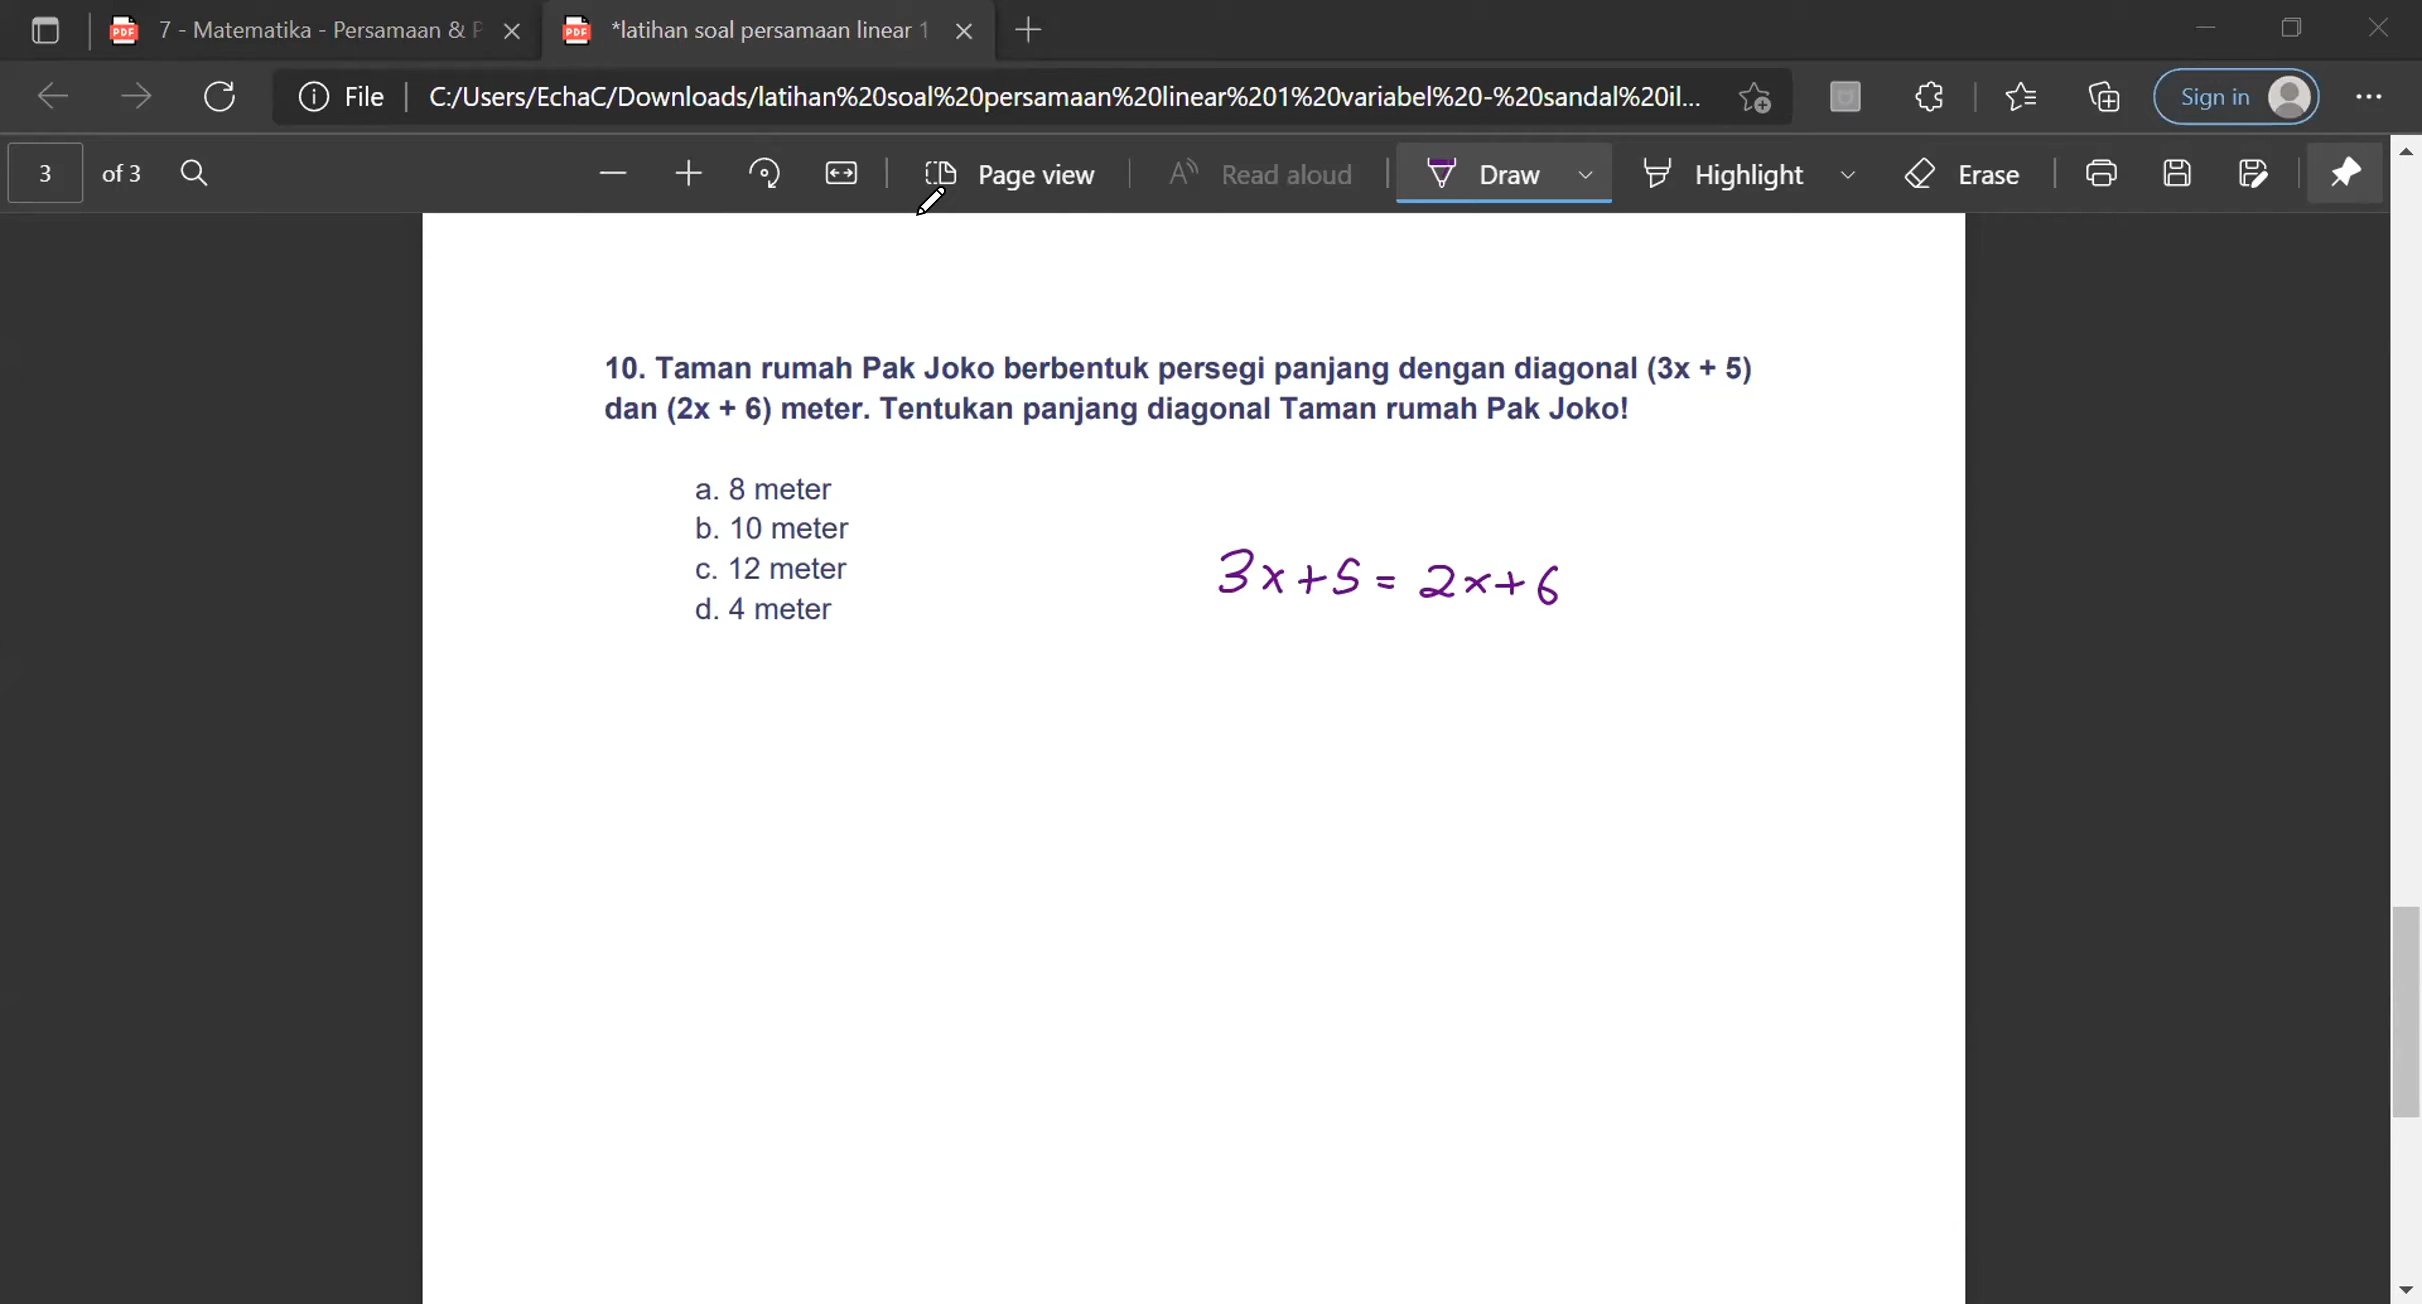 7 - Matematika - Persamaan & P
*latihan soal persamaan linear 1
File
C:/Users/EchaC/Downloads/latihan%20soal%20persamaan%20linear%201%20variabel%20-%20sandal%20il...
Sign in
3 of 3
Page view
Read aloud
Draw
Highlight
Erase
10. Taman rumah Pak Joko berbentuk persegi panjang dengan diagonal (3x + 5)
dan (2x + 6) meter. Tentukan panjang diagonal Taman rumah Pak Joko!
a. 8 meter
b. 10 meter
c. 12 meter
d. 4 meter
3x+5 = 2x+6